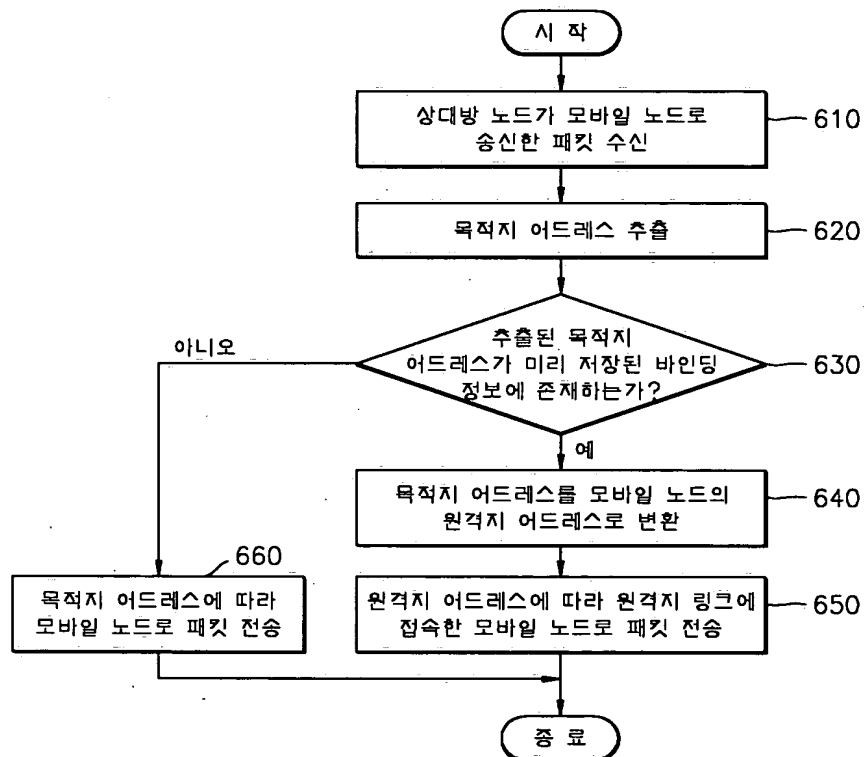 시 작
상대방 노드가 모바일 노드로
송신한 패킷 수신
610
목적지 어드레스 추출
620
추출된 목적지
어드레스가 미리 저장된 바인딩
정보에 존재하는가?
630
아니오
예
목적지 어드레스를 모바일 노드의
원격지 어드레스로 변환
640
660
목적지 어드레스에 따라
모바일 노드로 패킷 전송
원격지 어드레스에 따라 원격지 링크에
접속한 모바일 노드로 패킷 전송
650
종 료